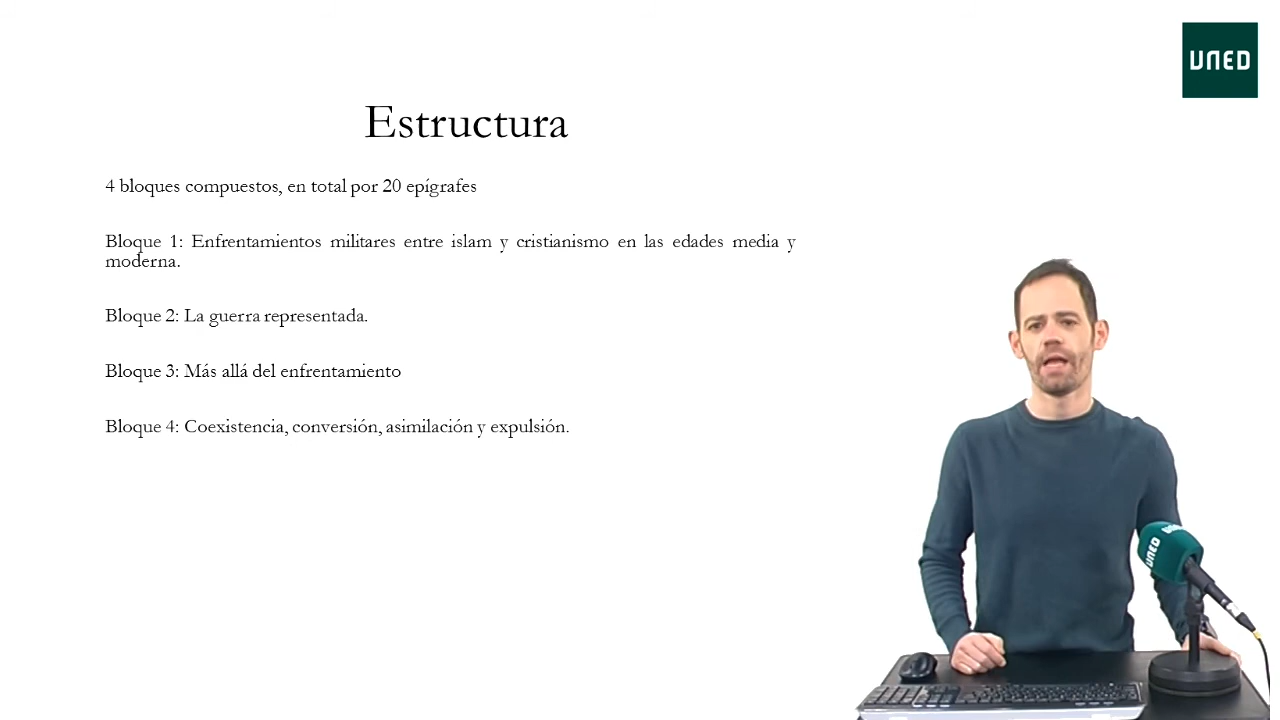 UNED
Estructura
4 bloques compuestos, en total por 20 epígrafes
Bloque 1: Enfrentamientos militares entre islam y cristianismo en las edades media y
moderna.
Bloque 2: La guerra representada.
Bloque 3: Más allá del enfrentamiento
Bloque 4: Coexistencia, conversión, asimilación y expulsión.
UNED